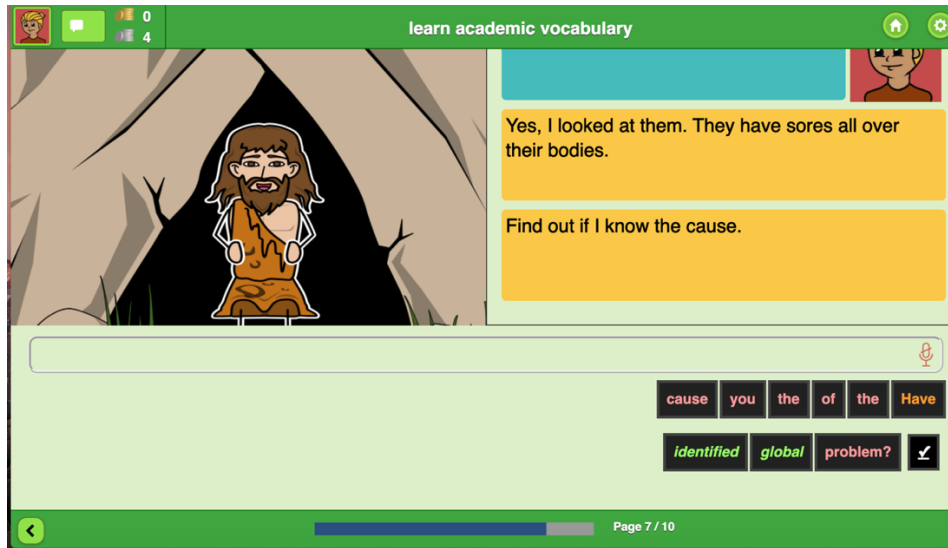 0
4
learn academic vocabulary
Yes, I looked at them. They have sores all over
their bodies.
Find out if I know the cause.
cause you the of the Have
identified global problem?
Page 7 / 10